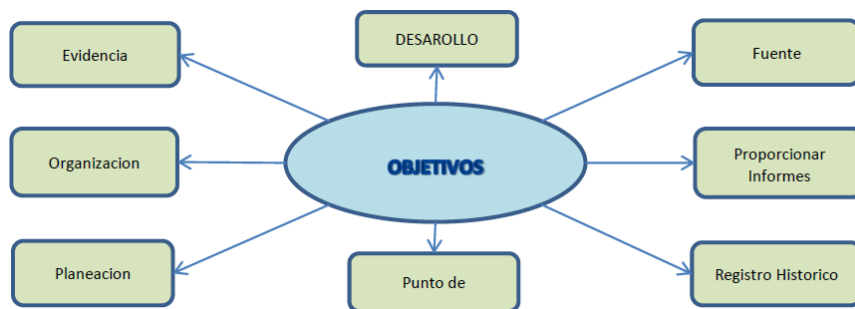 DESAROLLO
Evidencia
Fuente
Organizacion
OBJETIVOS
Proporcionar
Informes
Planeacion
Punto de
Registro Historico